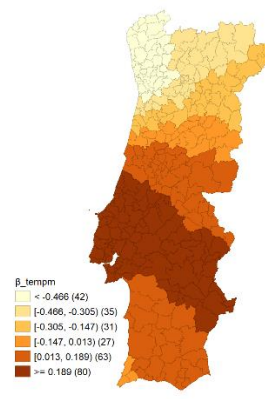 β_tempm
< -0.466 (42)
[-0.466, -0.305) (35)
[-0.305, -0.147) (31)
[-0.147, 0.013) (27)
[0.013, 0.189) (63)
>= 0.189 (80)